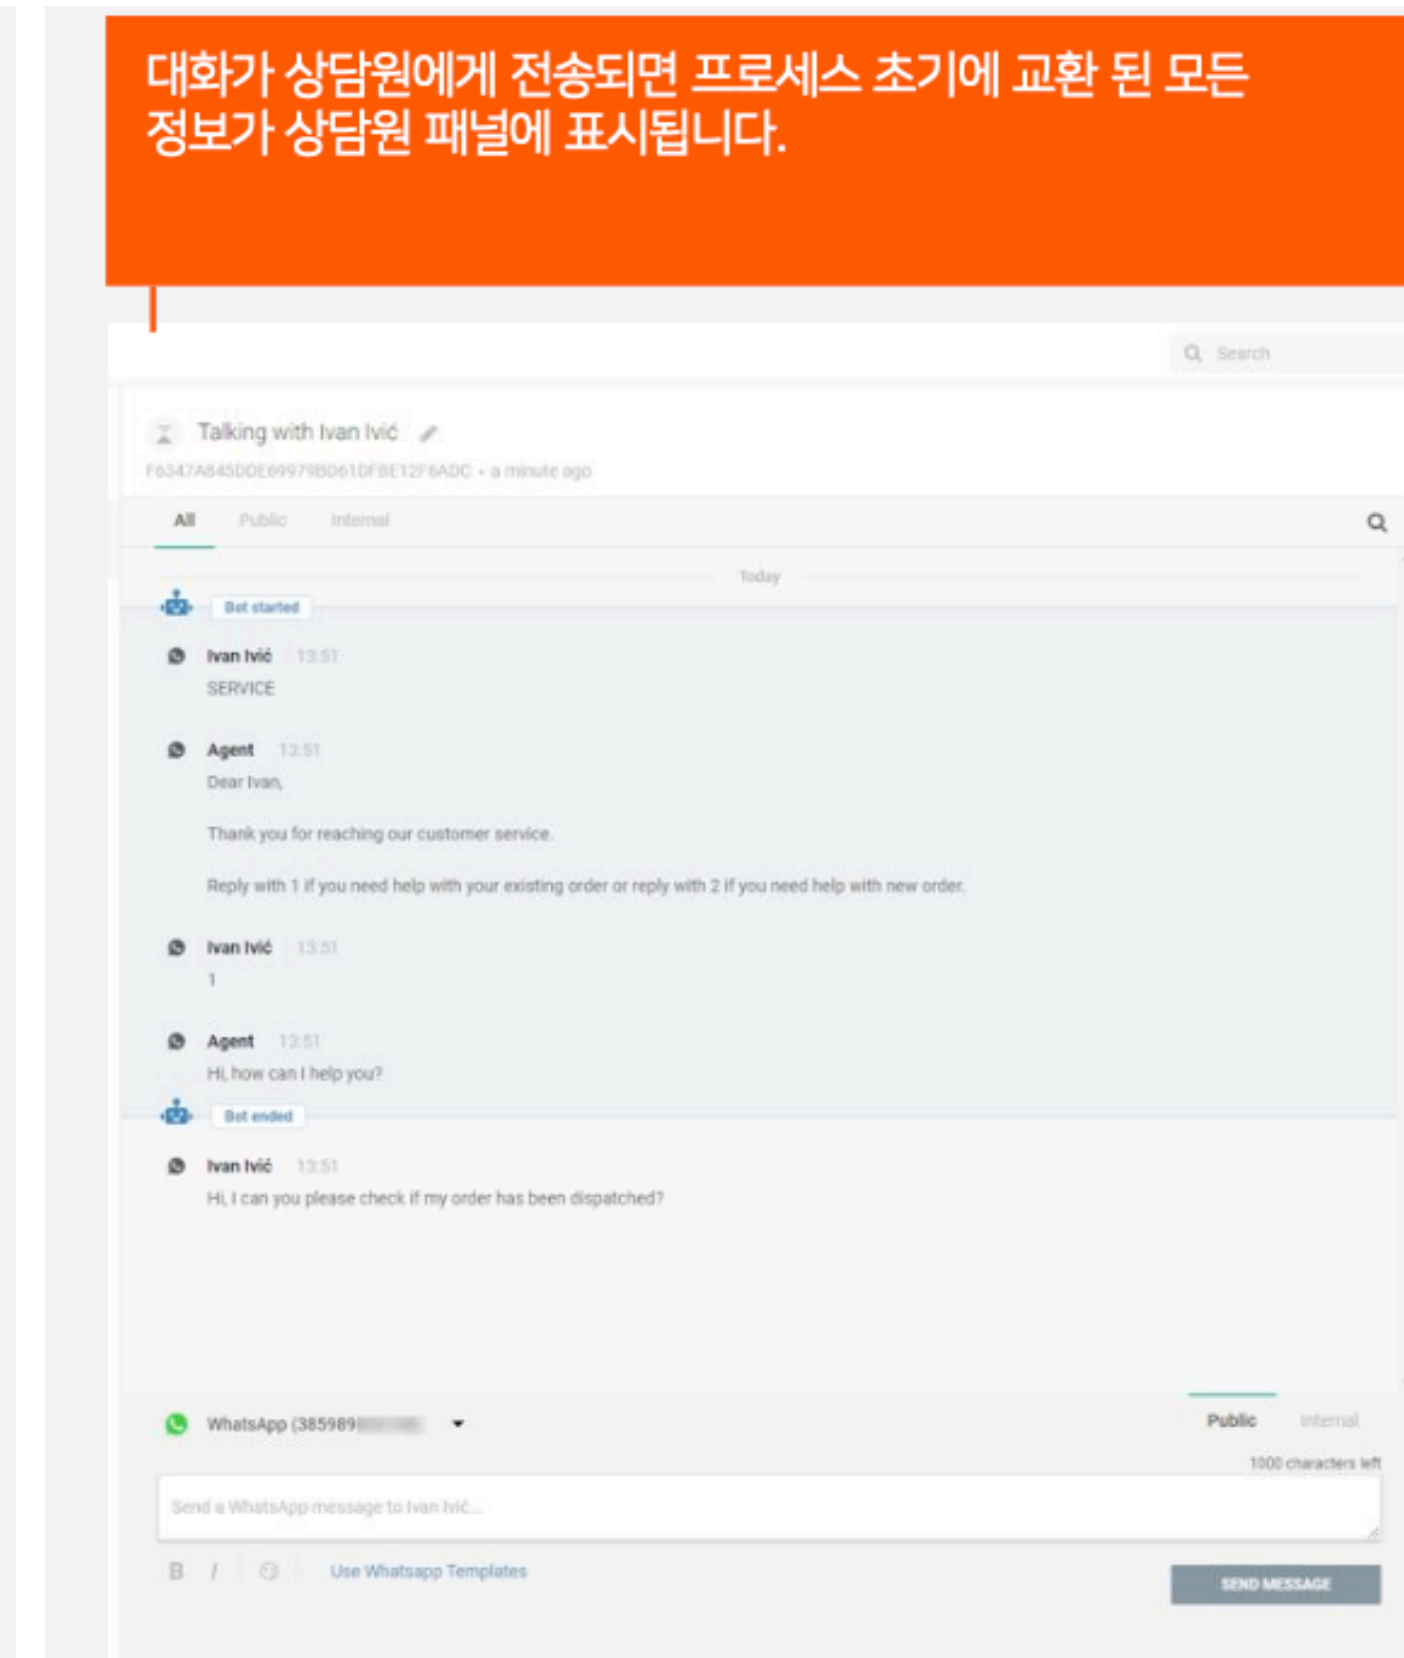 대화가 상담원에게 전송되면 프로세스 초기에 교환 된 모든
정보가 상담원 패널에 표시됩니다.
Search
Talking with Ivan Ivić
a minute ago
All Public Internal
Today
Bot started
Ivan Ivić 13:51
SERVICE
Agent 13:51
Dear Ivan,
Thank you for reaching our customer service.
Reply with 1 if you need help with your existing order or reply with 2 if you need help with new order.
Ivan Ivić 13:51
1
Agent 13:51
Hi, how can I help you?
Bot ended
Ivan Ivić 13:51
Hi, I can you please check if my order has been dispatched?
WhatsApp (385989
Public Internal
1000 characters left
Send a WhatsApp message to Ivan Ivić...
B I Use Whatsapp Templates
SEND MESSAGE